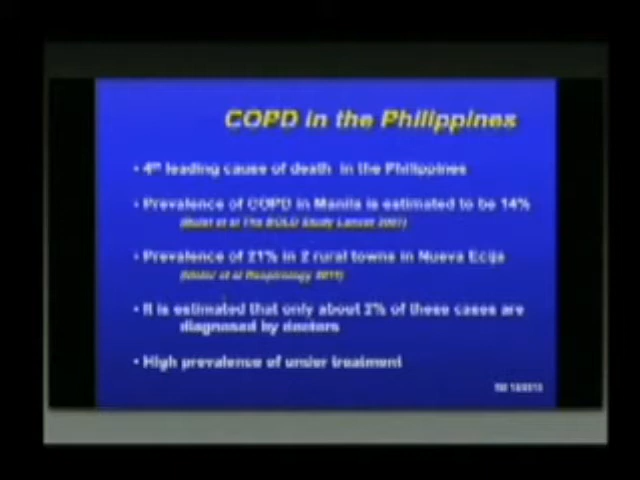 COPD in the Philippines
• 4th leading cause of death in the Philippines
• Prevalence of COPD in Manila is estimated to be 14%
(Buist et al The BOLD Study Lancet 2007)
• Prevalence of 21% in 2 rural towns in Nueva Ecija
et al Respirology 2011)
• It is estimated that only about 2% of these cases are
diagnosed by doctors
• High prevalence of under treatment